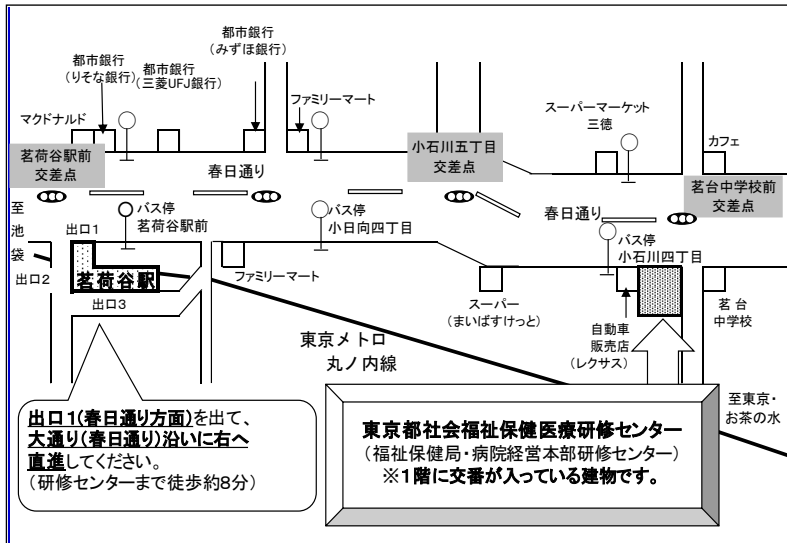 都市銀行
(みずほ銀行)
都市銀行
(りそな銀行)
都市銀行
(三菱UFJ銀行)
マクドナルド
ファミリーマート
スーパーマーケット
三徳
カフェ
茗荷谷駅前
交差点
小石川五丁目
交差点
茗台中学校前
交差点
春日通り
春日通り
至
池
袋
出口1
バス停
茗荷谷駅前
バス停
小日向四丁目
バス停
小石川四丁目
出口2
茗荷谷駅
出口3
ファミリーマート
スーパー
(まいばすけっと)
自動車
販売店
(レクサス)
茗台
中学校
東京メトロ
丸ノ内線
至東京・
お茶の水
出口1(春日通り方面)を出て、
大通り(春日通り)沿いに右へ
直進してください。
(研修センターまで徒歩約8分)
東京都社会福祉保健医療研修センター
(福祉保健局・病院経営本部研修センター)
※1階に交番が入っている建物です。